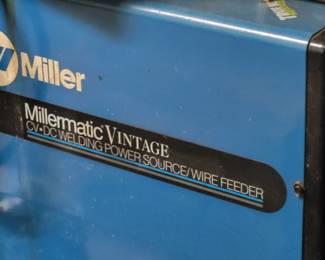 Miller
Millermatic VINTAGE
CV•DC WELDING POWER SOURCE/WIRE FEEDER